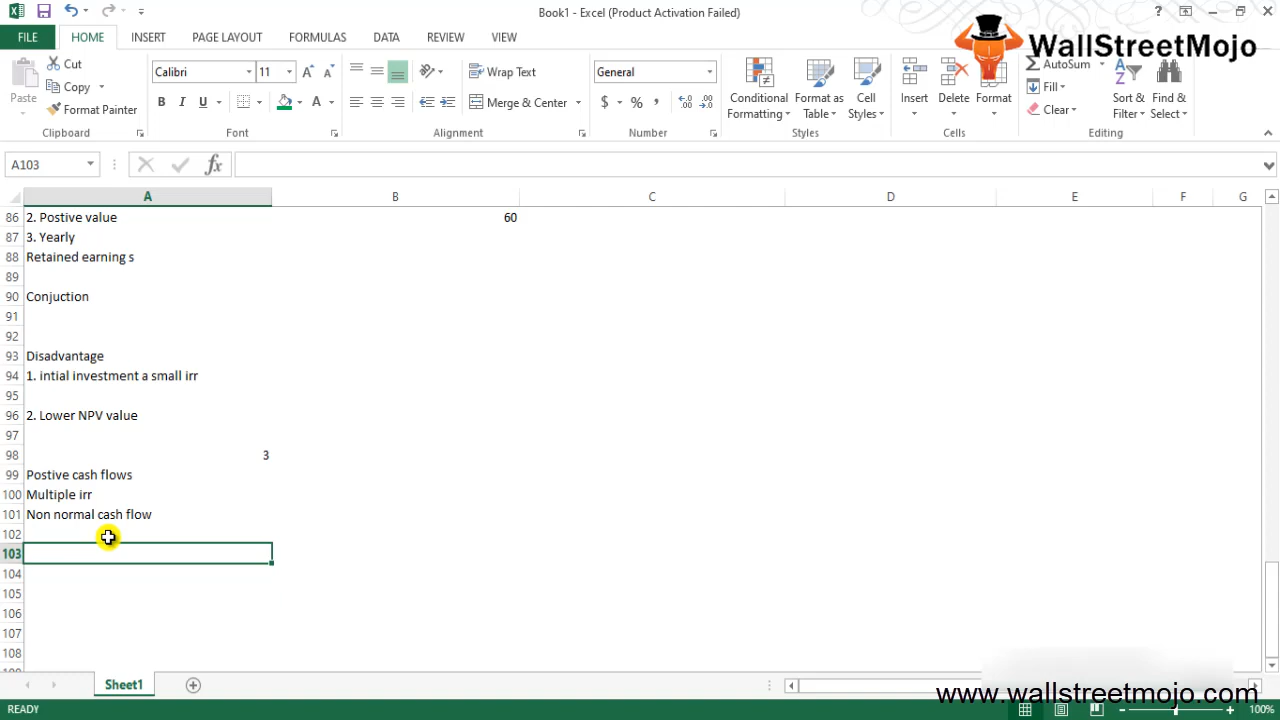 Book1 - Excel (Product Activation Failed)
FILE HOME INSERT PAGE LAYOUT FORMULAS DATA REVIEW VIEW
WallStreetMojo
Cut
Copy
Format Painter
Paste
Clipboard
Calibri 11
B I U
A
Font
Wrap Text
Merge & Center
Alignment
General
$ % ,
Number
Conditional
Formatting
Format as
Table
Cell
Styles
Styles
Insert Delete Format
Cells
AutoSum
Fill
Clear
Sort &
Filter
Find &
Select
Editing
A103
fx
A B C D E F G
86 2. Postive value 60
87 3. Yearly
88 Retained earning s
89
90 Conjuction
91
92
93 Disadvantage
94 1. intial investment a small irr
95
96 2. Lower NPV value
97
98 3
99 Postive cash flows
100 Multiple irr
101 Non normal cash flow
102
103
104
105
106
107
108
Sheet1
www.wallstreetmojo.com
READY 100%